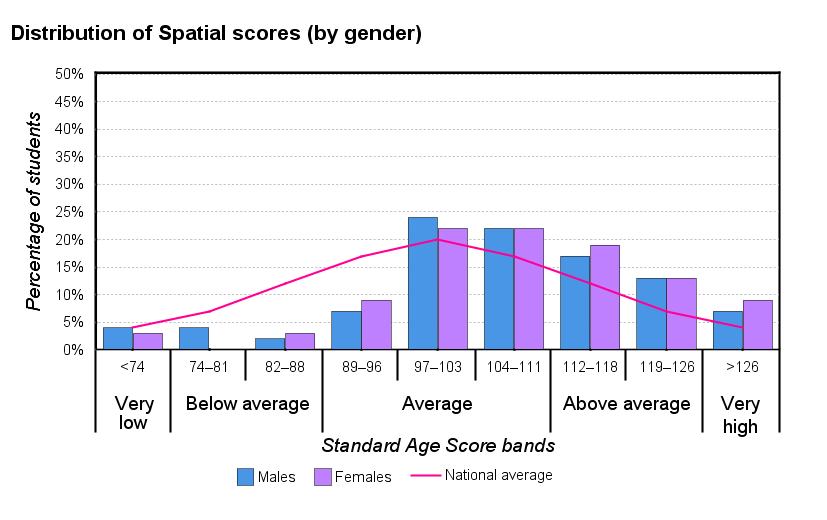 Distribution of Spatial scores (by gender)
Percentage of students
50%
45%
40%
35%
30%
25%
20%
15%
10%
5%
0%
<74 74–81 82–88 89–96 97–103 104–111 112–118 119–126 >126
Very low Below average Average Above average Very high
Standard Age Score bands
Males Females National average